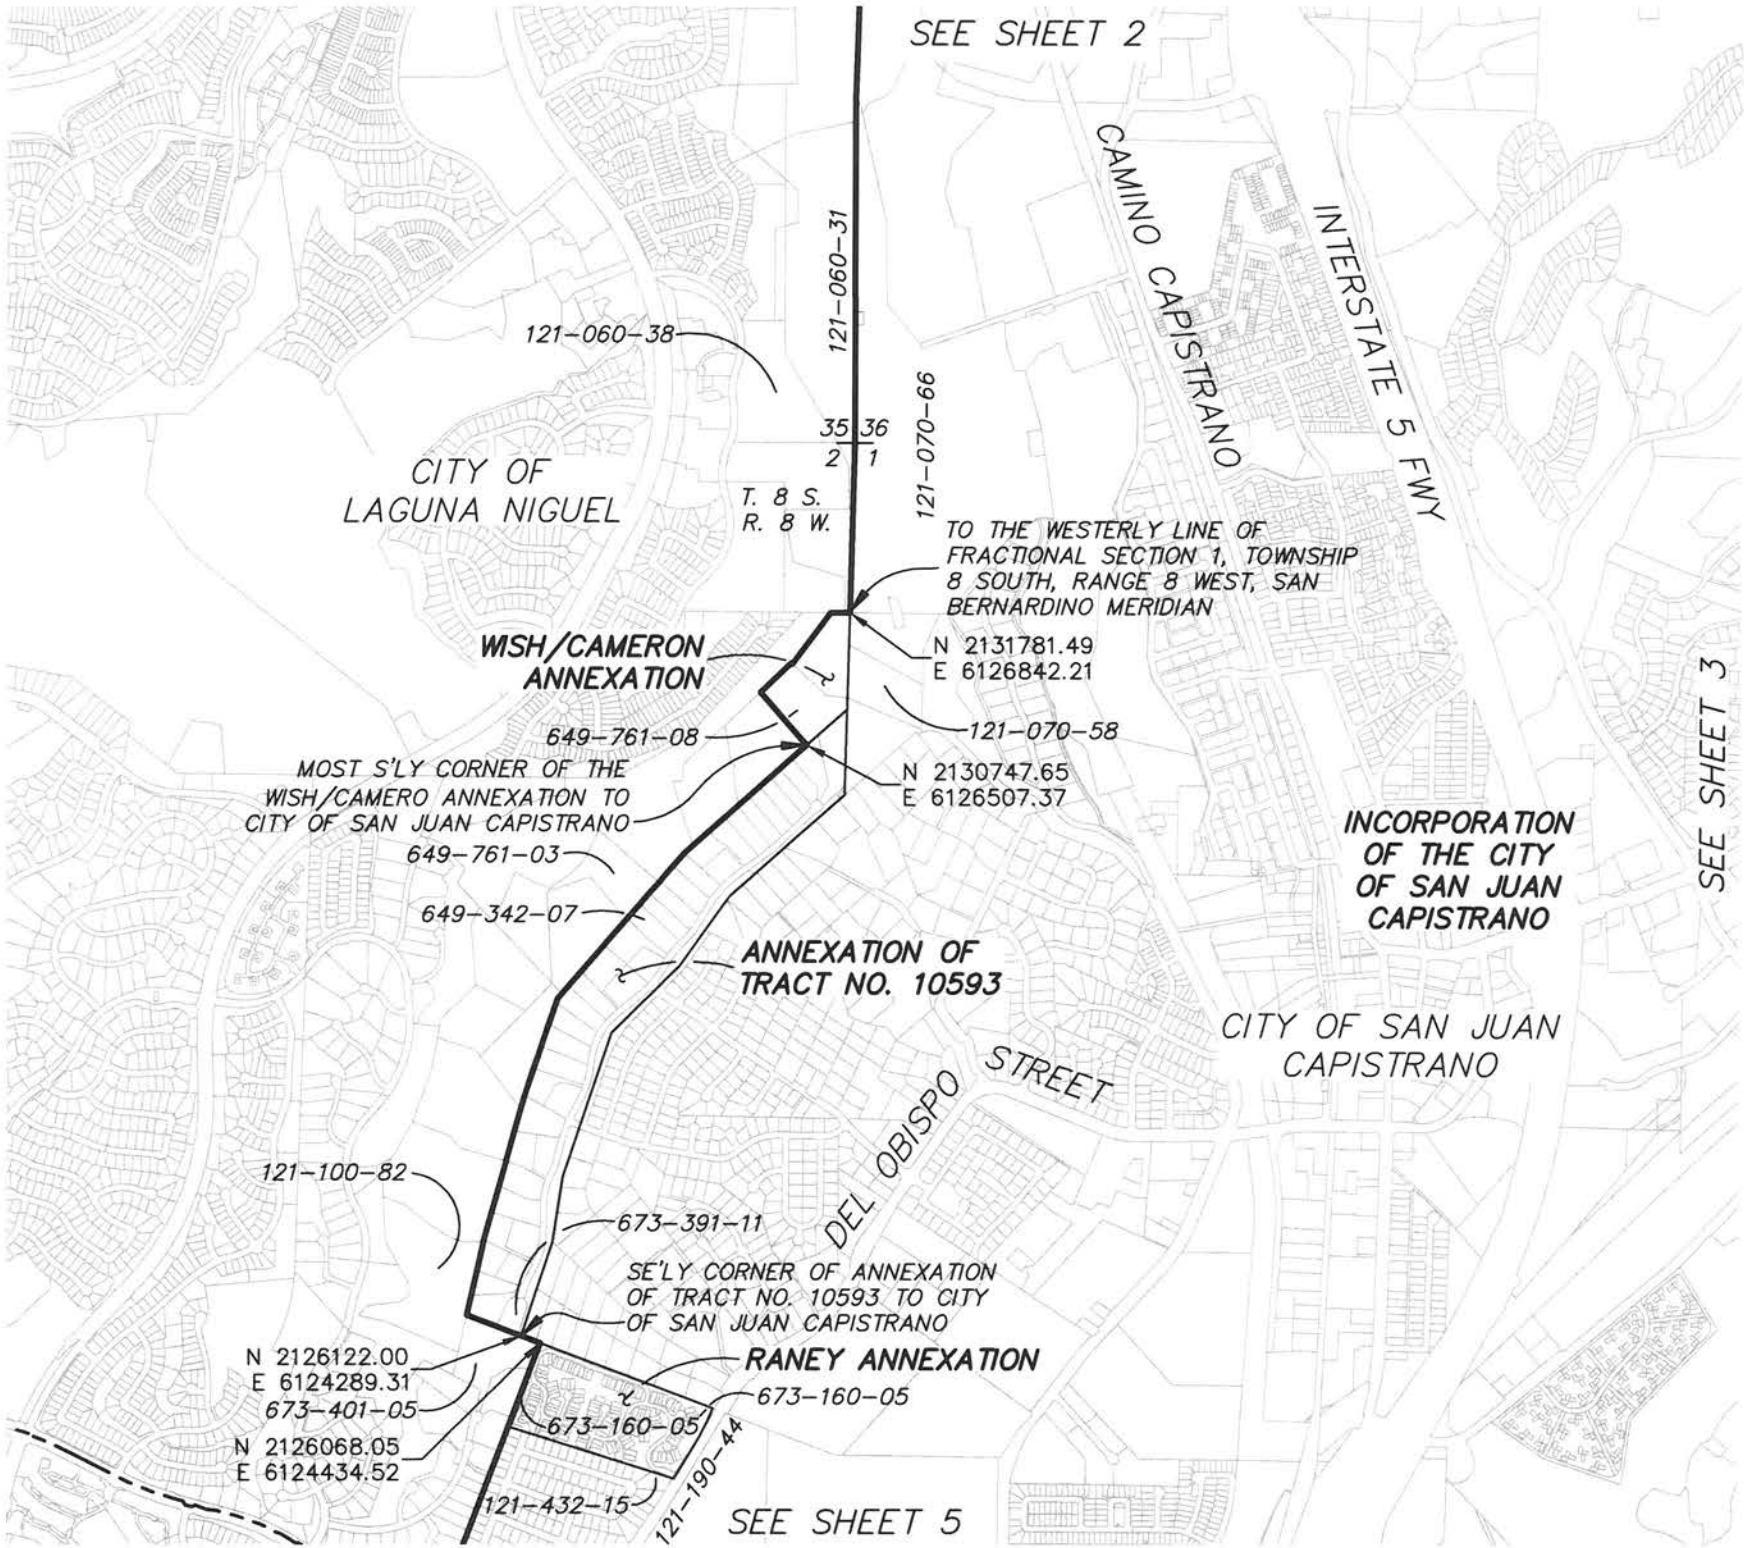 SEE SHEET 2
CAMINO CAPISTRANO
INTERSTATE 5 FWY
121-060-31
121-060-38
121-070-66
35 36
2 1
CITY OF
LAGUNA NIGUEL
T. 8 S.
R. 8 W.
TO THE WESTERLY LINE OF
FRACTIONAL SECTION 1, TOWNSHIP
8 SOUTH, RANGE 8 WEST, SAN
BERNARDINO MERIDIAN
WISH/CAMERON
ANNEXATION
N 2131781.49
E 6126842.21
649-761-08
121-070-58
MOST S'LY CORNER OF THE
WISH/CAMERO ANNEXATION TO
CITY OF SAN JUAN CAPISTRANO
N 2130747.65
E 6126507.37
SEE SHEET 3
INCORPORATION
OF THE CITY
OF SAN JUAN
CAPISTRANO
649-761-03
649-342-07
ANNEXATION OF
TRACT NO. 10593
CITY OF SAN JUAN
CAPISTRANO
DEL OBISPO STREET
121-100-82
673-391-11
SE'LY CORNER OF ANNEXATION
OF TRACT NO. 10593 TO CITY
OF SAN JUAN CAPISTRANO
N 2126122.00
E 6124289.31
RANEY ANNEXATION
673-401-05
673-160-05
673-160-05
N 2126068.05
E 6124434.52
121-432-15
121-190-44
SEE SHEET 5